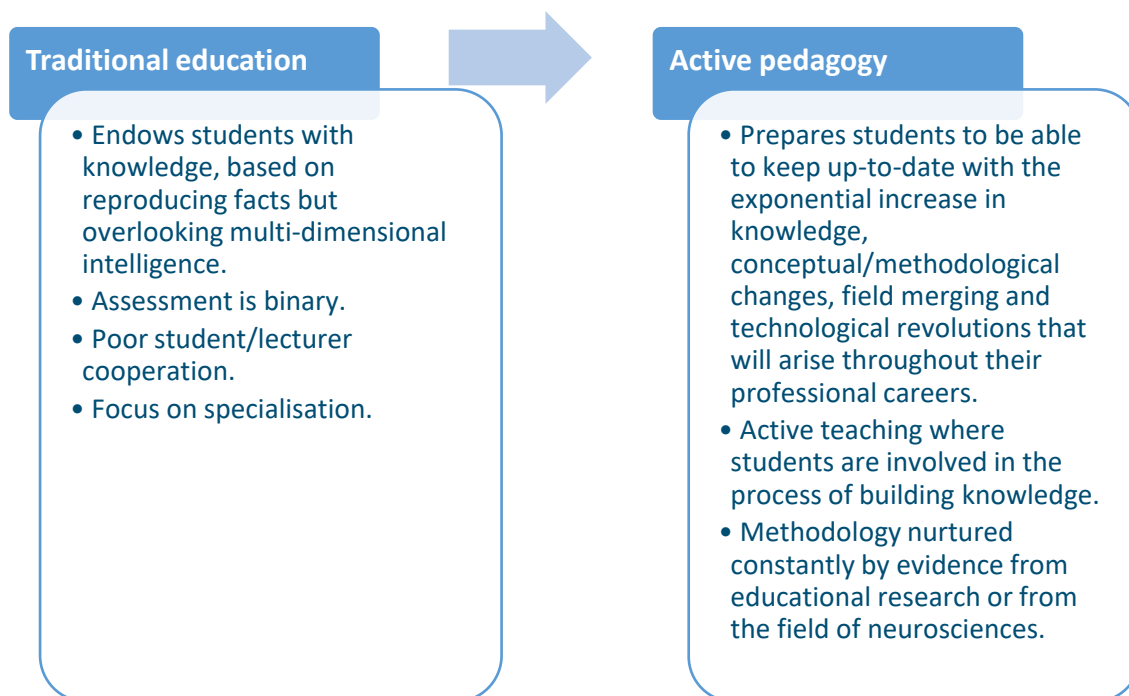 Traditional education
• Endows students with
knowledge, based on
reproducing facts but
overlooking multi-dimensional
intelligence.
• Assessment is binary.
• Poor student/lecturer
cooperation.
• Focus on specialisation.
Active pedagogy
• Prepares students to be able
to keep up-to-date with the
exponential increase in
knowledge,
conceptual/methodological
changes, field merging and
technological revolutions that
will arise throughout their
professional careers.
• Active teaching where
students are involved in the
process of building knowledge.
• Methodology nurtured
constantly by evidence from
educational research or from
the field of neurosciences.